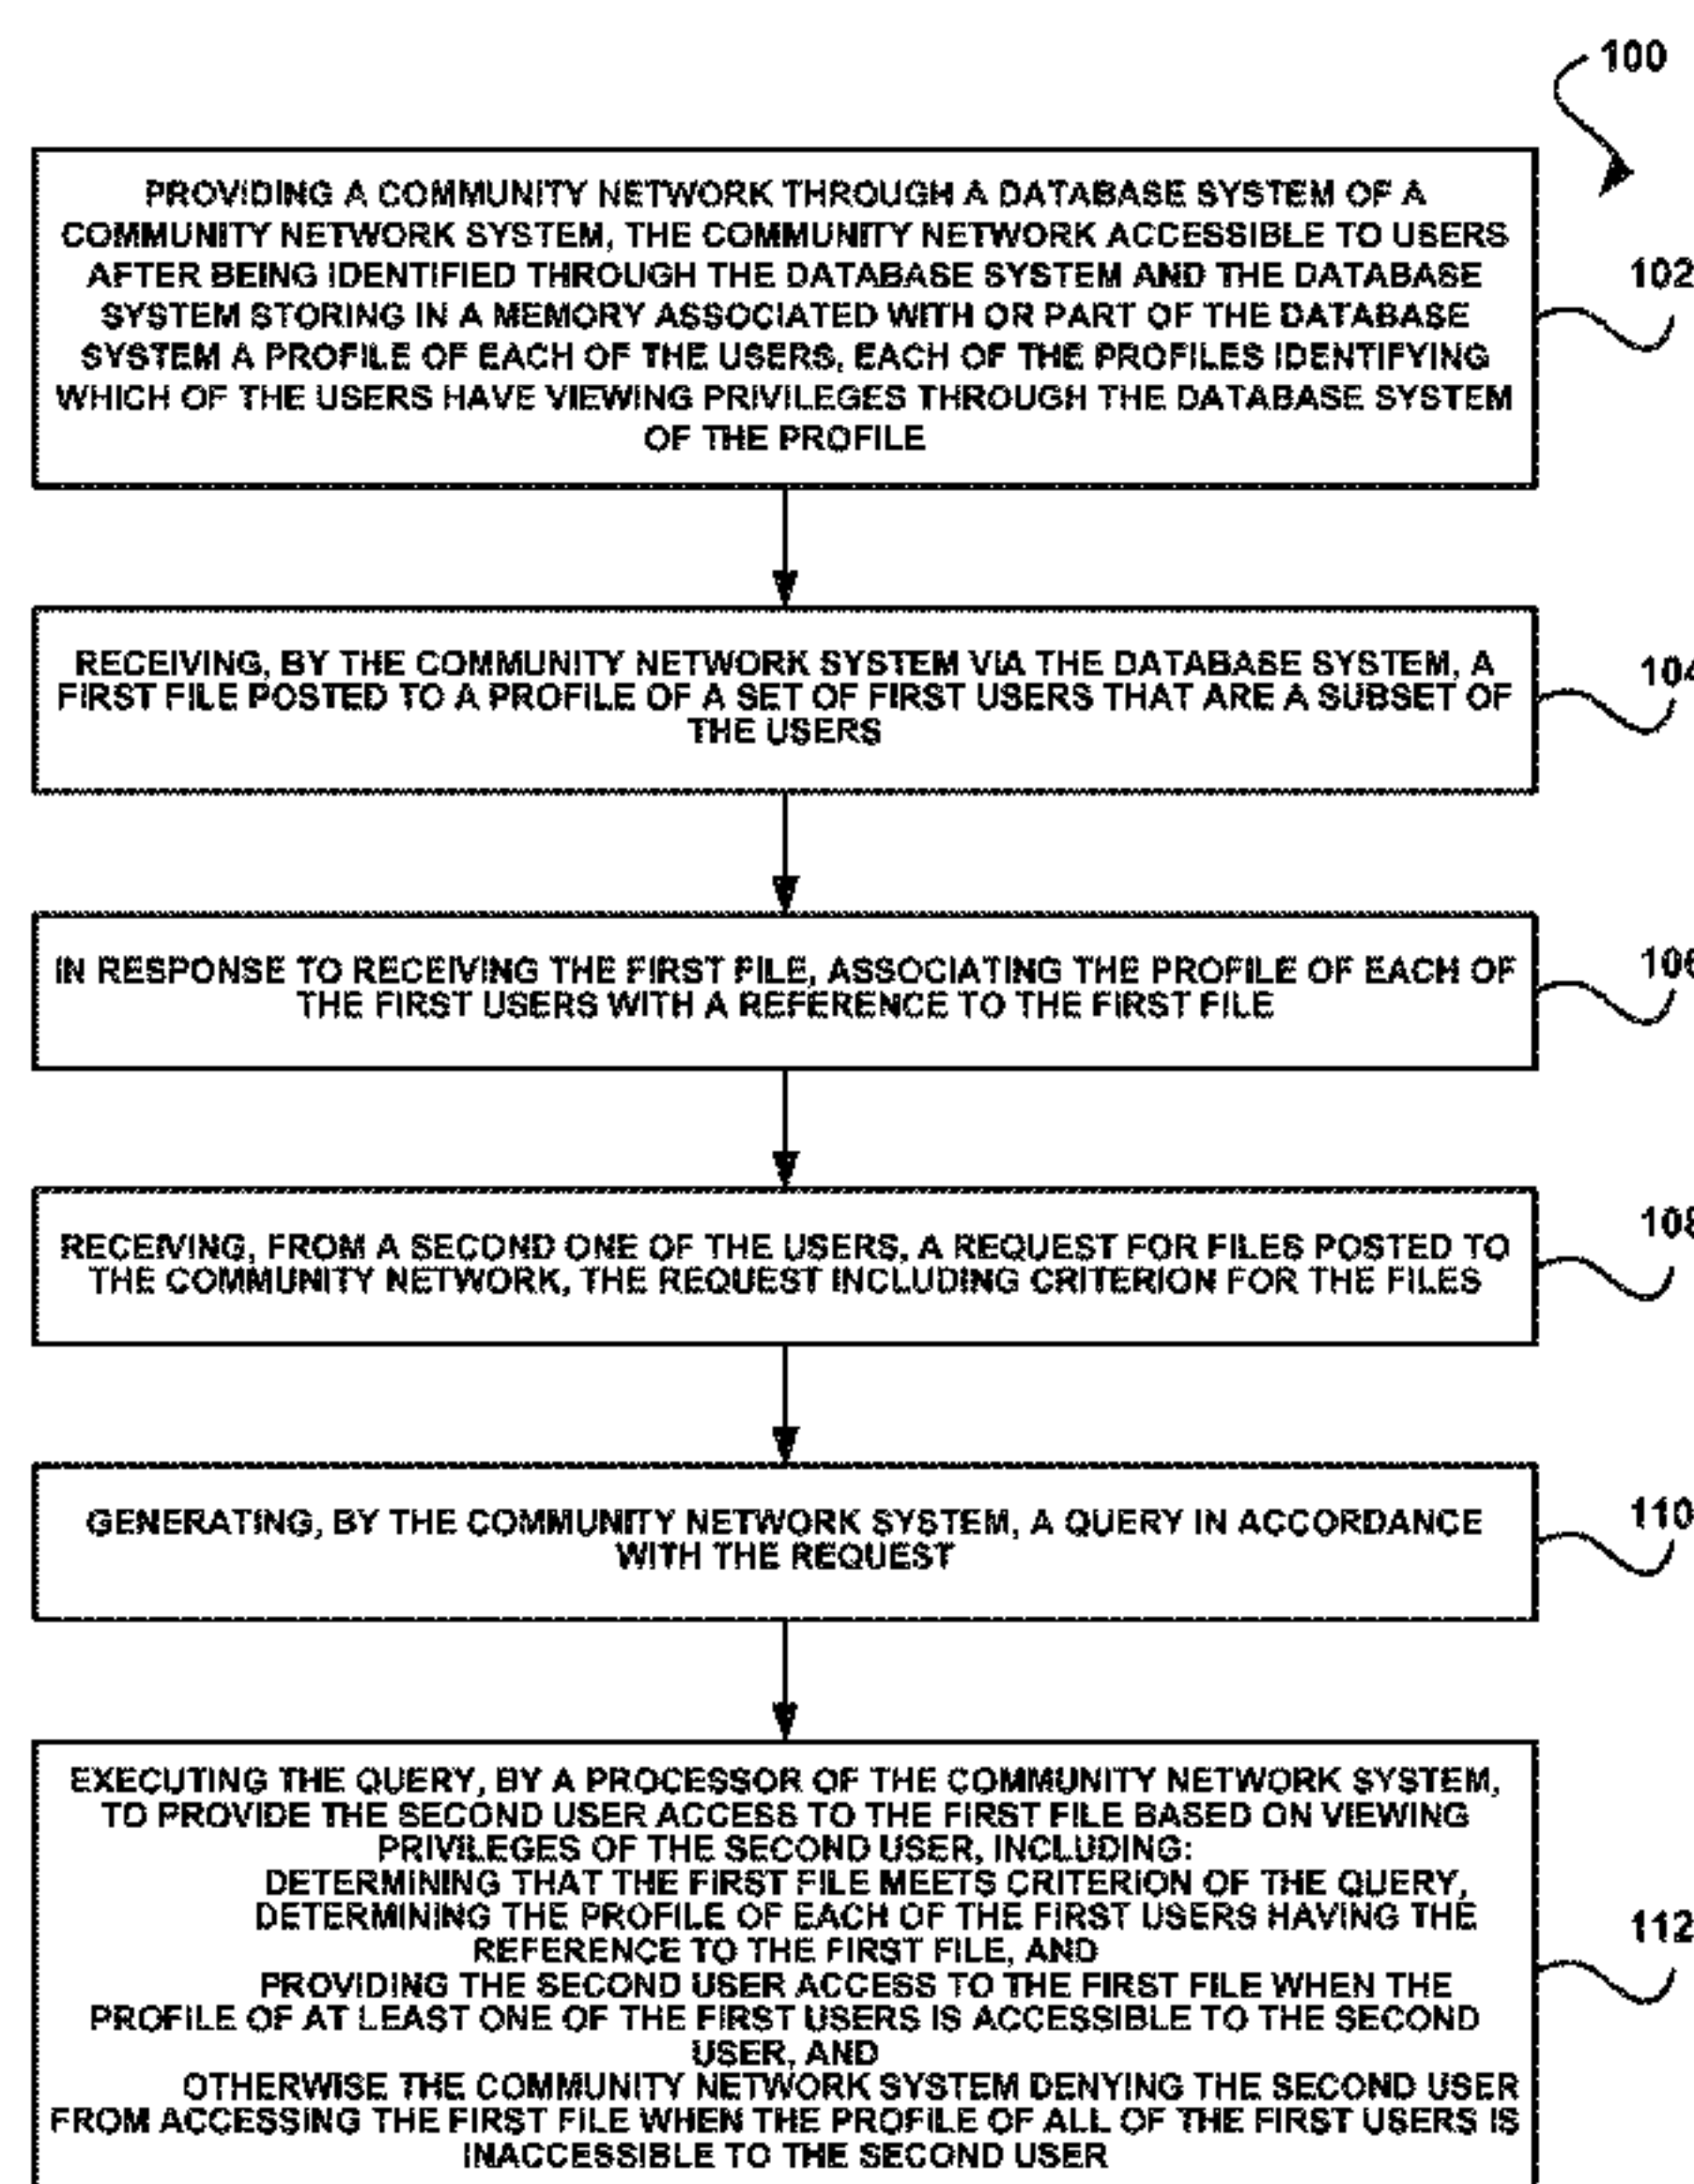 100
PROVIDING A COMMUNITY NETWORK THROUGH A DATABASE SYSTEM OF A
COMMUNITY NETWORK SYSTEM, THE COMMUNITY NETWORK ACCESSIBLE TO USERS
AFTER BEING IDENTIFIED THROUGH THE DATABASE SYSTEM AND THE DATABASE
SYSTEM STORING IN A MEMORY ASSOCIATED WITH OR PART OF THE DATABASE
SYSTEM A PROFILE OF EACH OF THE USERS, EACH OF THE PROFILES IDENTIFYING
WHICH OF THE USERS HAVE VIEWING PRIVILEGES THROUGH THE DATABASE SYSTEM
OF THE PROFILE
102
RECEIVING, BY THE COMMUNITY NETWORK SYSTEM VIA THE DATABASE SYSTEM, A
FIRST FILE POSTED TO A PROFILE OF A SET OF FIRST USERS THAT ARE A SUBSET OF
THE USERS
104
IN RESPONSE TO RECEIVING THE FIRST FILE, ASSOCIATING THE PROFILE OF EACH OF
THE FIRST USERS WITH A REFERENCE TO THE FIRST FILE
106
RECEIVING, FROM A SECOND ONE OF THE USERS, A REQUEST FOR FILES POSTED TO
THE COMMUNITY NETWORK, THE REQUEST INCLUDING CRITERION FOR THE FILES
108
GENERATING, BY THE COMMUNITY NETWORK SYSTEM, A QUERY IN ACCORDANCE
WITH THE REQUEST
110
EXECUTING THE QUERY, BY A PROCESSOR OF THE COMMUNITY NETWORK SYSTEM,
TO PROVIDE THE SECOND USER ACCESS TO THE FIRST FILE BASED ON VIEWING
PRIVILEGES OF THE SECOND USER, INCLUDING:
DETERMINING THAT THE FIRST FILE MEETS CRITERION OF THE QUERY,
DETERMINING THE PROFILE OF EACH OF THE FIRST USERS HAVING THE
REFERENCE TO THE FIRST FILE, AND
PROVIDING THE SECOND USER ACCESS TO THE FIRST FILE WHEN THE
PROFILE OF AT LEAST ONE OF THE FIRST USERS IS ACCESSIBLE TO THE SECOND
USER, AND
OTHERWISE THE COMMUNITY NETWORK SYSTEM DENYING THE SECOND USER
FROM ACCESSING THE FIRST FILE WHEN THE PROFILE OF ALL OF THE FIRST USERS IS
INACCESSIBLE TO THE SECOND USER
112